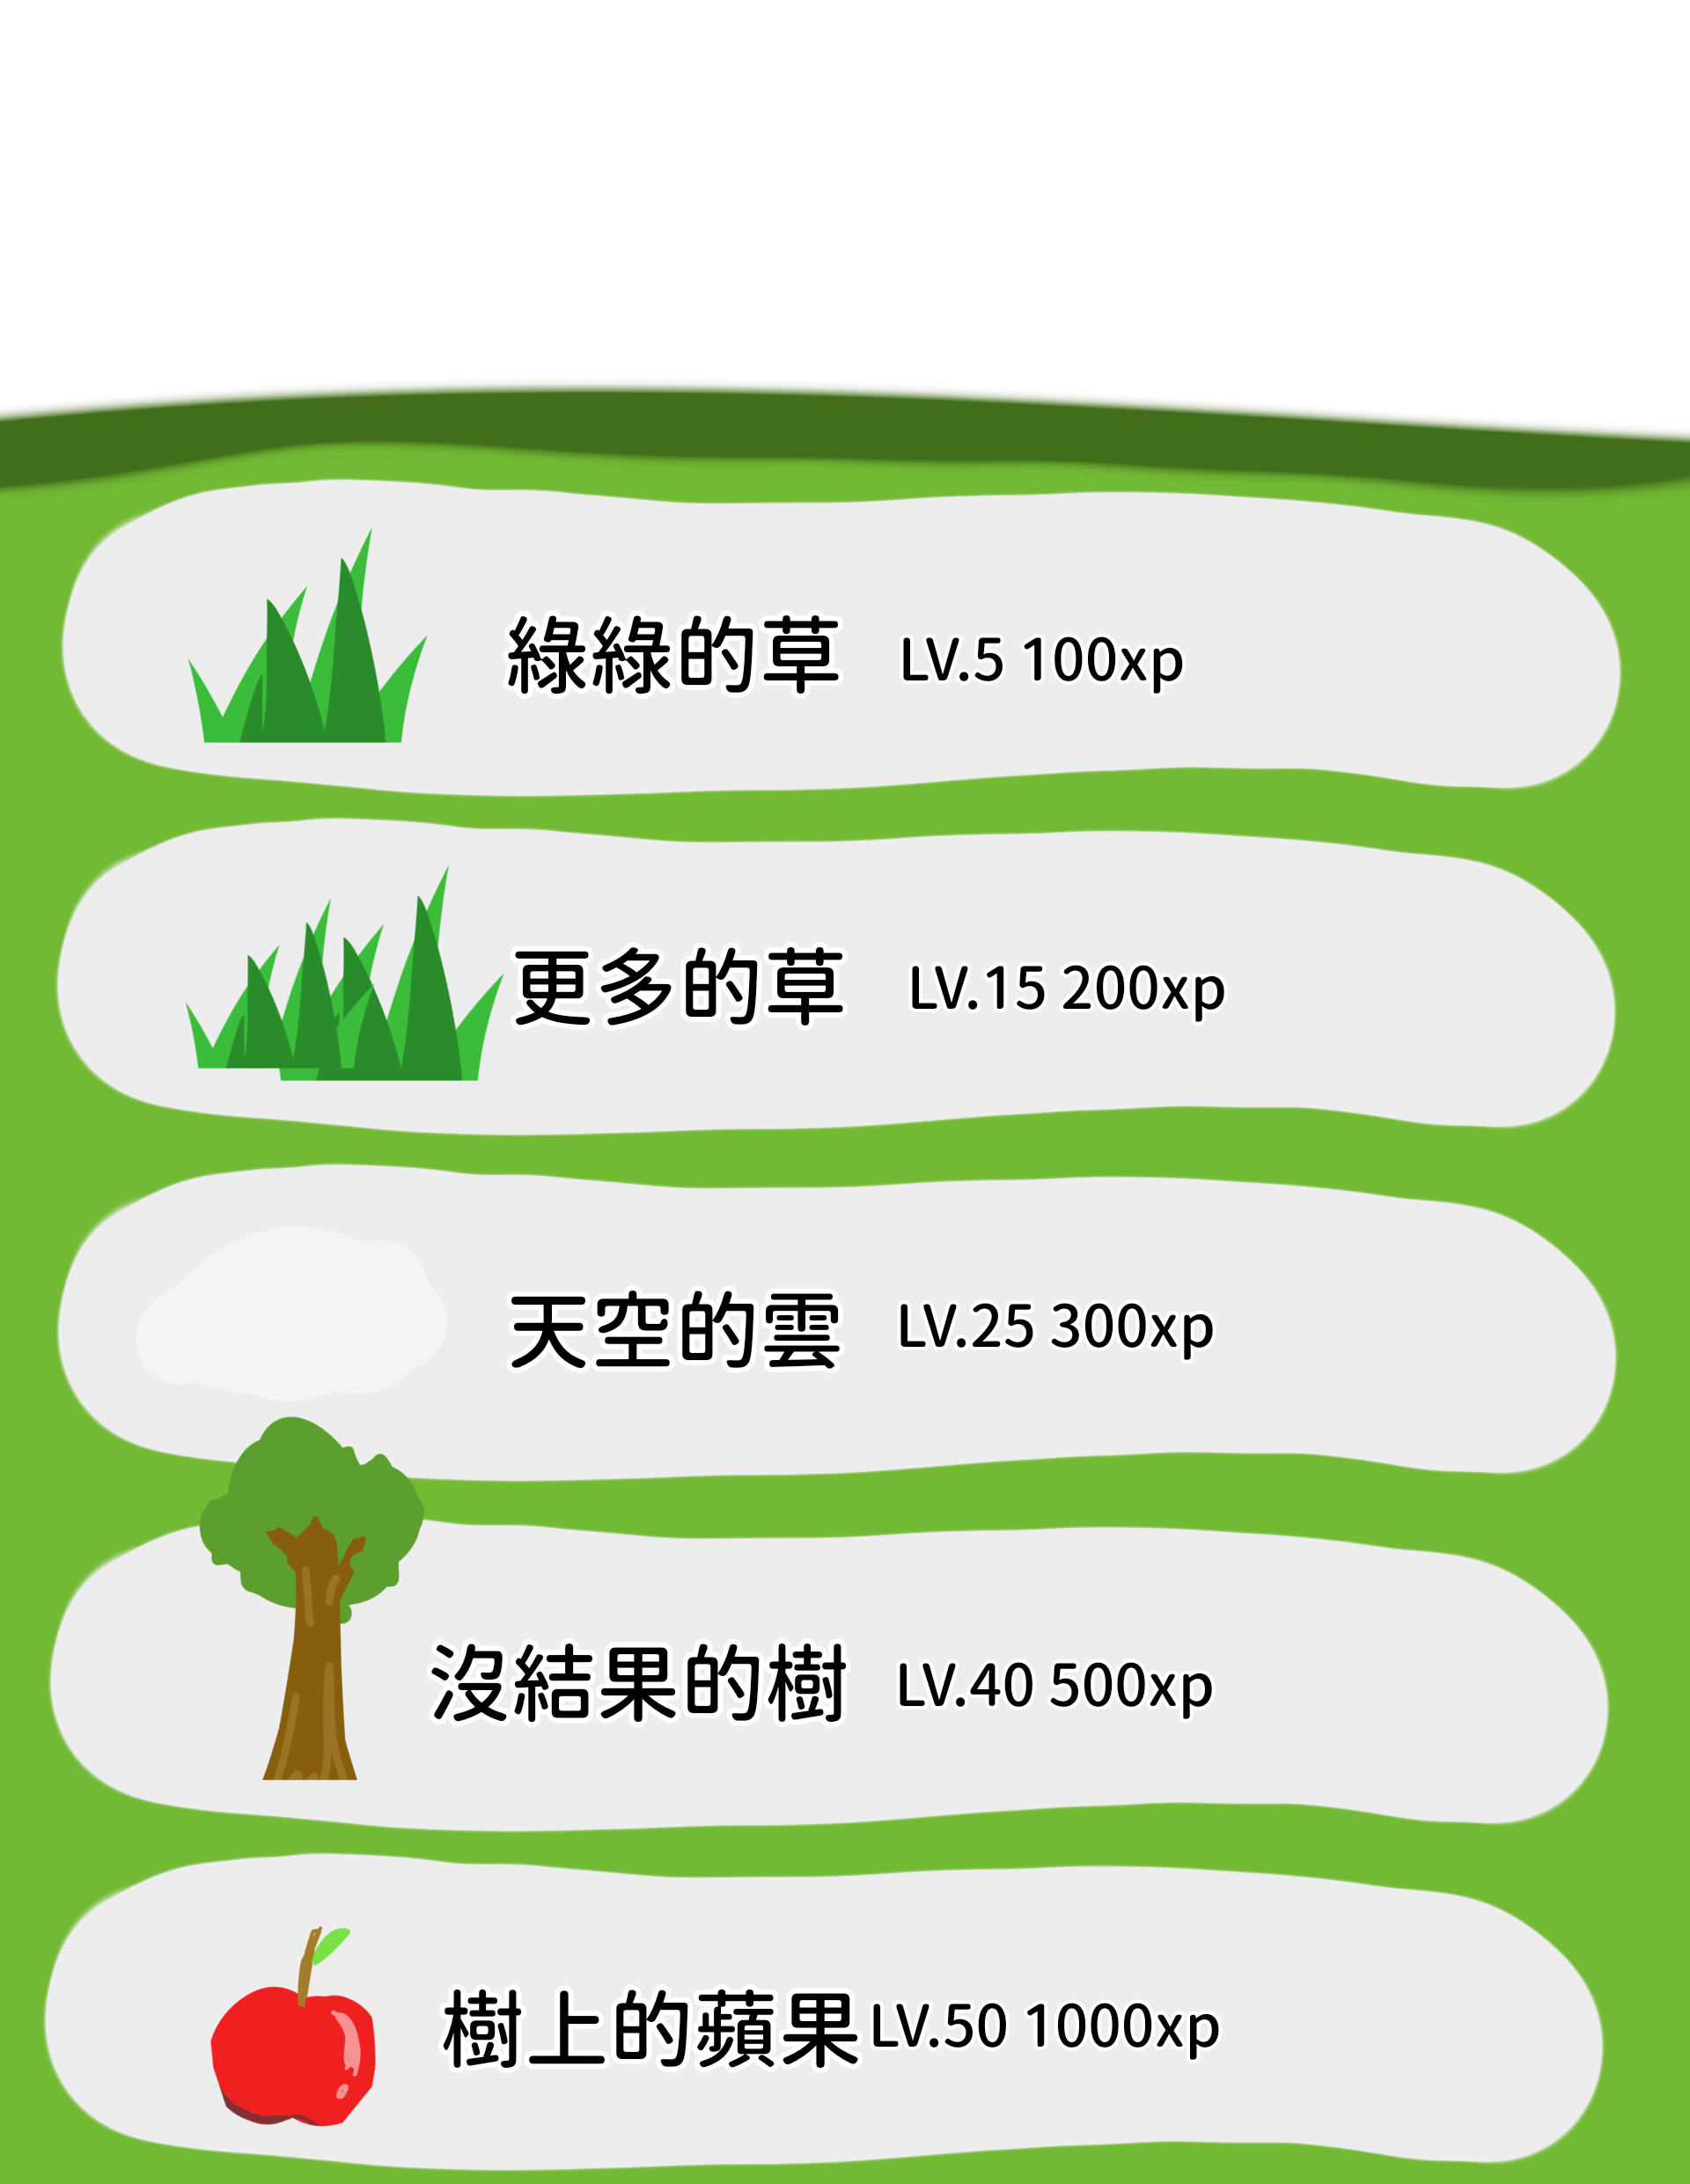 綠綠的草 LV.5 100xp
更多的草 LV.15 200xp
天空的雲 LV.25 300xp
沒結果的樹 LV.40 500xp
樹上的蘋果 LV.50 1000xp